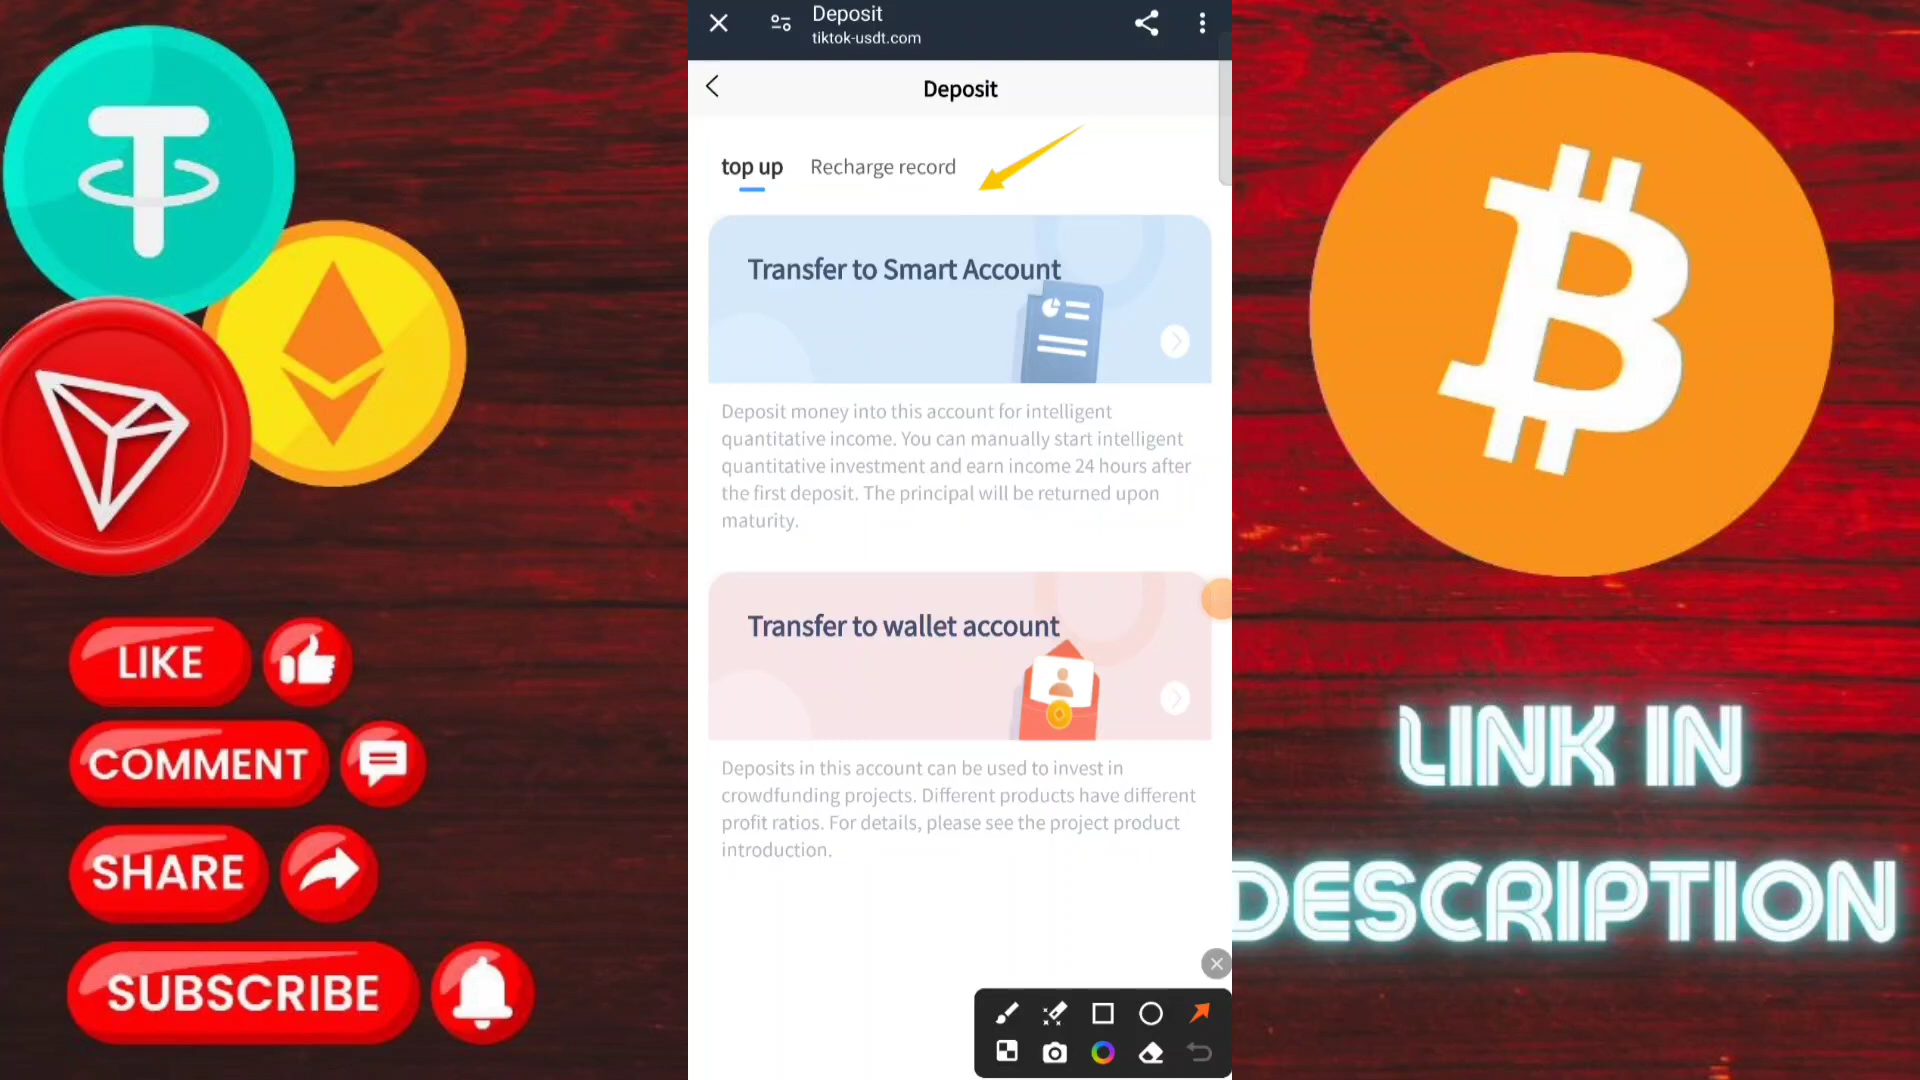 Deposit
tiktok-usdt.com
Deposit
top up
Recharge record
Transfer to Smart Account
Deposit money into this account for intelligent
quantitative income. You can manually start intelligent
quantitative investment and earn income 24 hours after
the first deposit. The principal will be returned upon
maturity.
Transfer to wallet account
Deposits in this account can be used to invest in
crowdfunding projects. Different products have different
profit ratios. For details, please see the project product
introduction.
LIKE
COMMENT
SHARE
SUBSCRIBE
LINK IN
DESCRIPTION